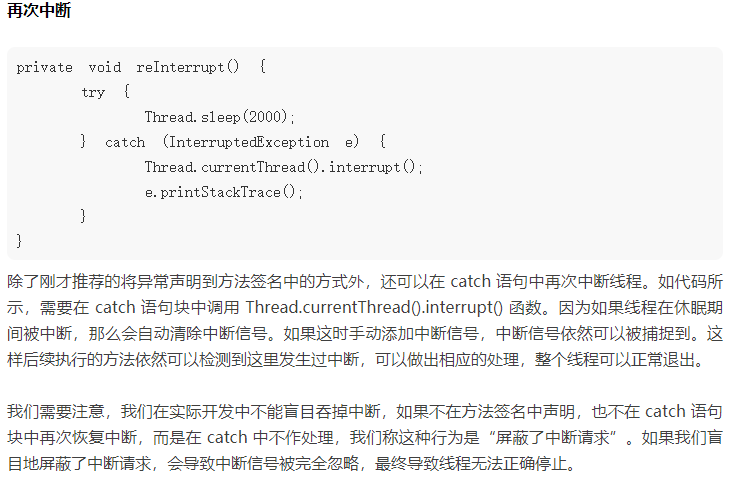 再次中断
private void reInterrupt() {
try {
Thread.sleep(2000);
} catch (InterruptedException e) {
Thread.currentThread().interrupt();
e.printStackTrace();
}
}
除了刚才推荐的将异常声明到方法签名中的方式外，还可以在 catch 语句中再次中断线程。如代码所
示，需要在 catch 语句块中调用 Thread.currentThread().interrupt() 函数。因为如果线程在休眠期
间被中断，那么会自动清除中断信号。如果这时手动添加中断信号，中断信号依然可以被捕捉到。这
样后续执行的方法依然可以检测到这里发生过中断，可以做出相应的处理，整个线程可以正常退出。
我们需要注意，我们在实际开发中不能盲目吞掉中断，如果不在方法签名中声明，也不在 catch 语句
块中再次恢复中断，而是在 catch 中不作处理，我们称这种行为是“屏蔽了中断请求”。如果我们盲
目地屏蔽了中断请求，会导致中断信号被完全忽略，最终导致线程无法正确停止。